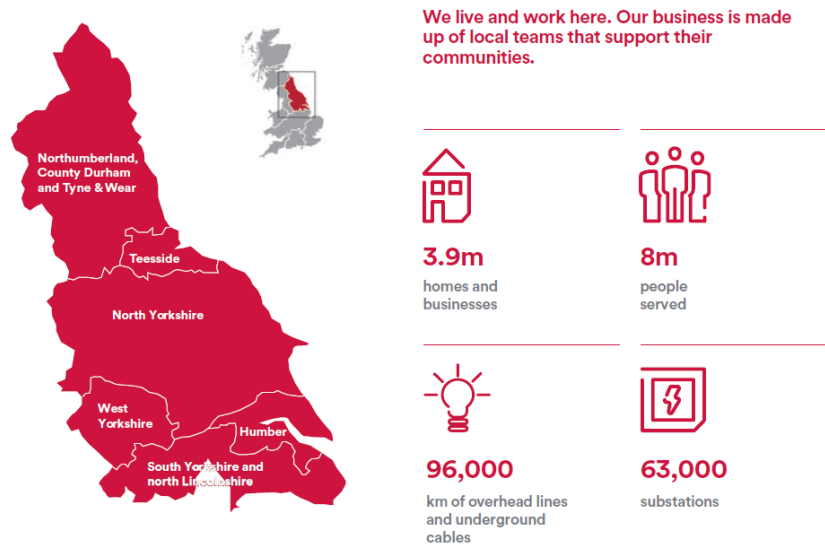 We live and work here. Our business is made
up of local teams that support their
communities.
Northumberland,
County Durham
and Tyne & Wear
Teesside
North Yorkshire
West
Yorkshire
Humber
South Yorkshire and
north Lincolnshire
3.9m
homes and
businesses
8m
people
served
96,000
km of overhead lines
and underground
cables
63,000
substations